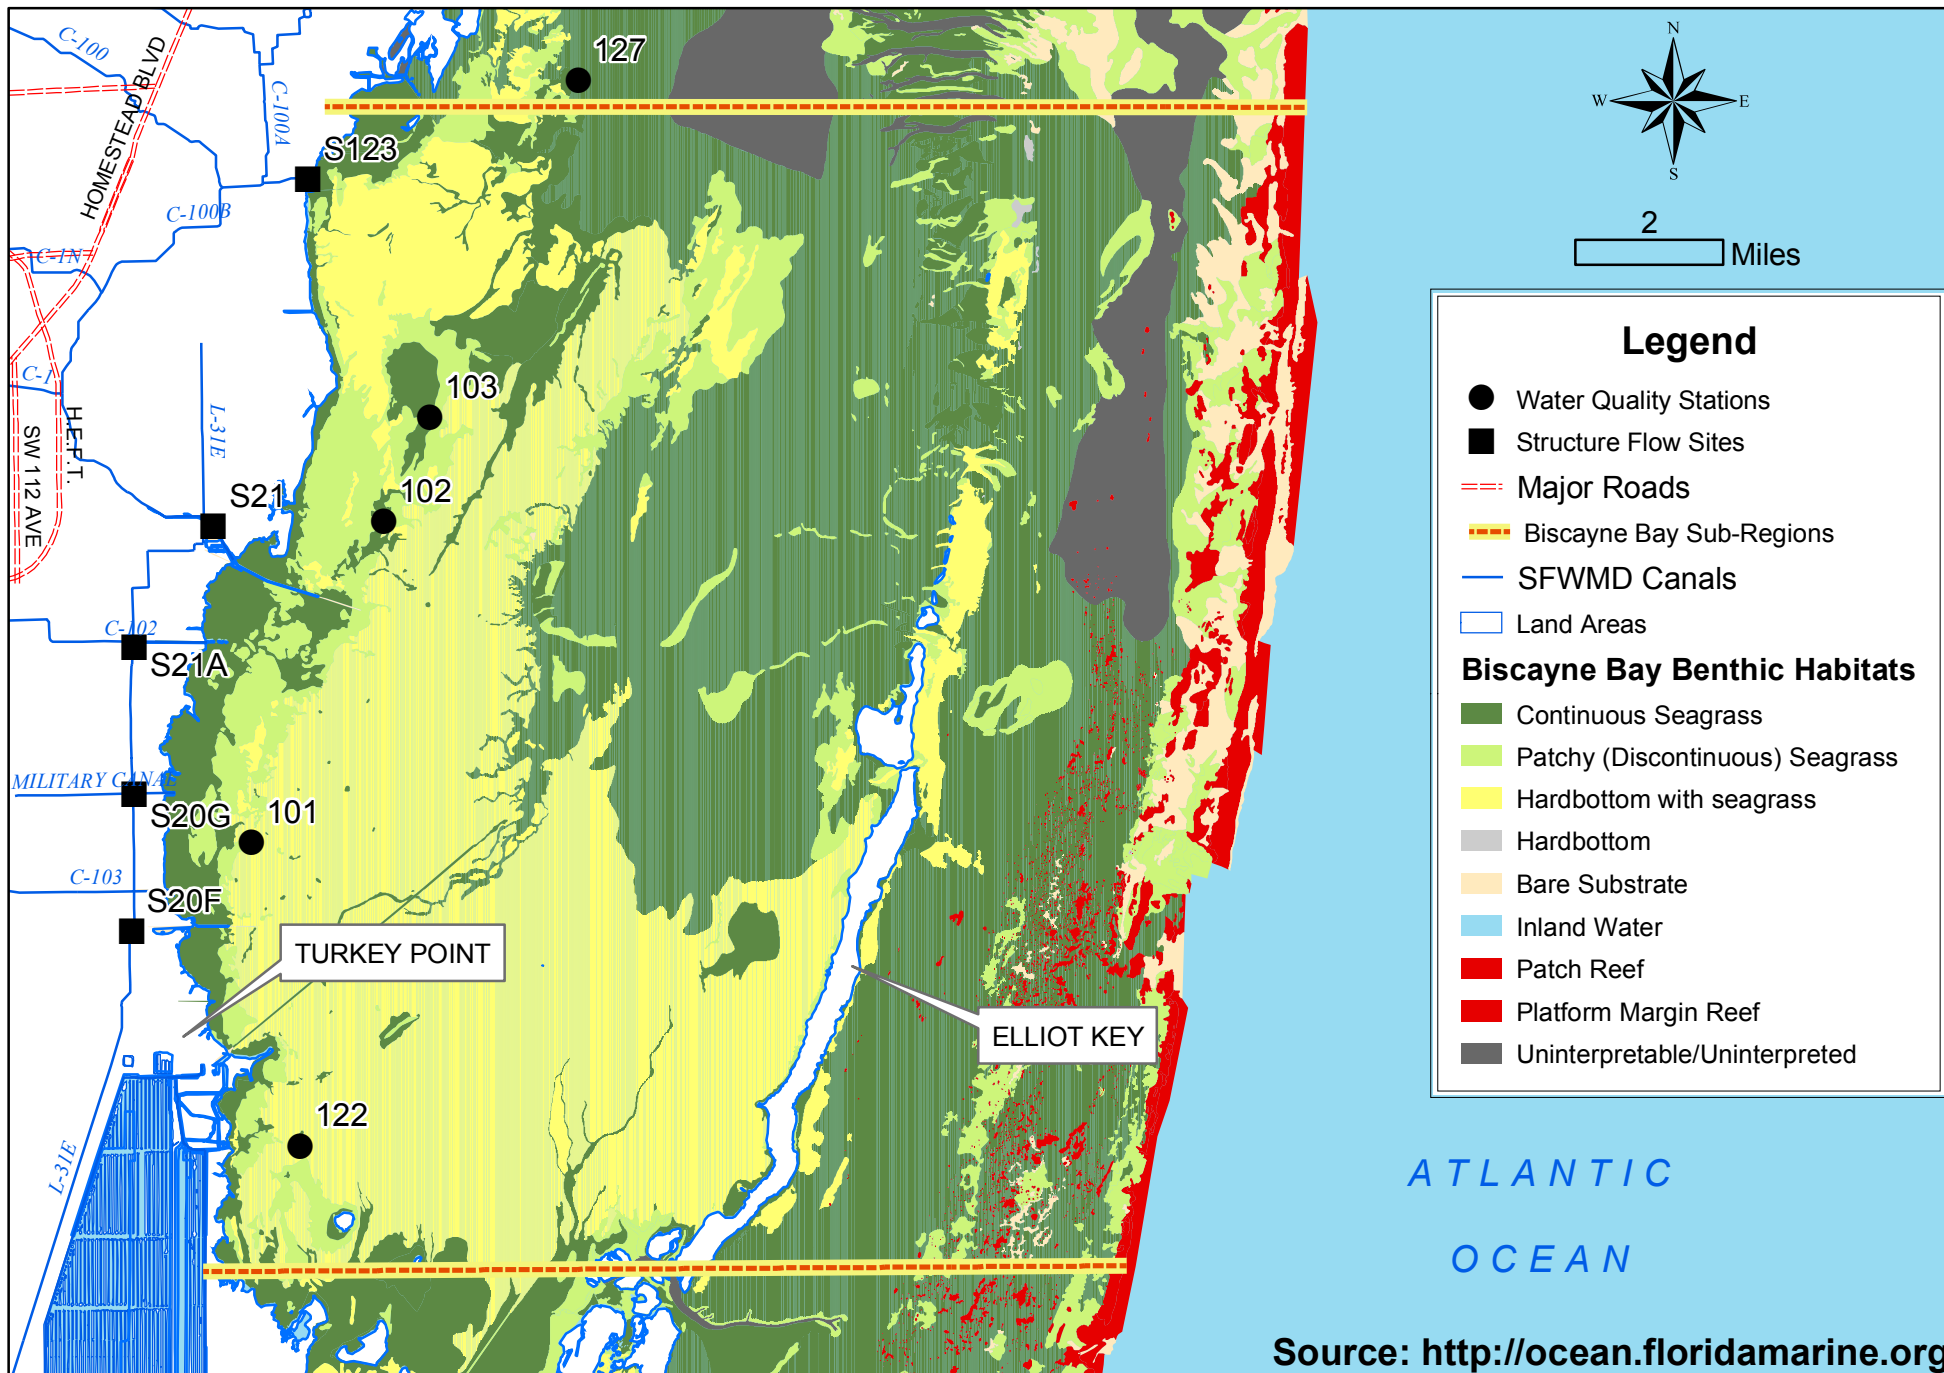 C-100
HOMESTEAD BLVD
C-100A
127
S123
C-100B
C-1N
C-1
H.E.F.T.
SW 112 AVE
L-31E
103
102
S21
C-102
S21A
MILITARY CANAL
S20G
101
C-103
S20F
TURKEY POINT
ELLIOT KEY
122
L-31E
N
W
E
S
2
Miles
Legend
Water Quality Stations
Structure Flow Sites
Major Roads
Biscayne Bay Sub-Regions
SFWMD Canals
Land Areas
Biscayne Bay Benthic Habitats
Continuous Seagrass
Patchy (Discontinuous) Seagrass
Hardbottom with seagrass
Hardbottom
Bare Substrate
Inland Water
Patch Reef
Platform Margin Reef
Uninterpretable/Uninterpreted
ATLANTIC
OCEAN
Source: http://ocean.floridamarine.org